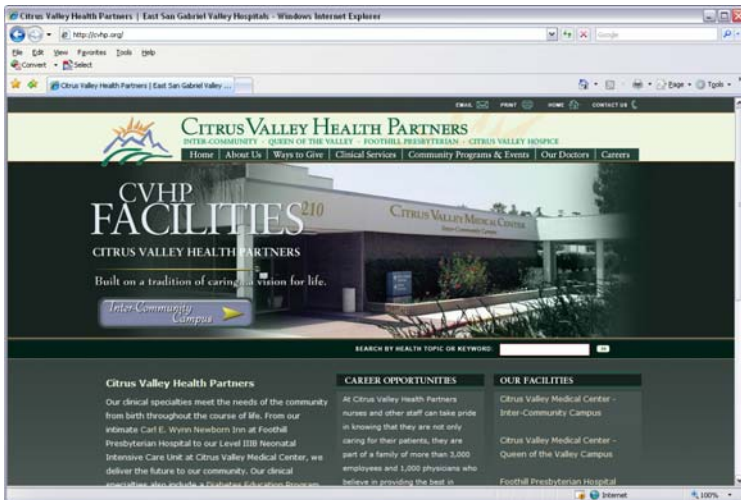 Citrus Valley Health Partners | East San Gabriel Valley Hospitals - Windows Internet Explorer
http://cvhp.org/
Google
File Edit View Favorites Tools Help
Convert Select
Citrus Valley Health Partners | East San Gabriel Valley ...
Page Tools
EMAIL PRINT HOME CONTACT US
CITRUS VALLEY HEALTH PARTNERS
INTER-COMMUNITY - QUEEN OF THE VALLEY - FOOTHILL PRESBYTERIAN - CITRUS VALLEY HOSPICE
Home About Us Ways to Give Clinical Services Community Programs & Events Our Doctors Careers
CVHP
FACILITIES
210
CITRUS VALLEY MEDICAL CENTER
Inter-Community Campus
CITRUS VALLEY HEALTH PARTNERS
Built on a tradition of caring...a vision for life.
Inter-Community
Campus
SEARCH BY HEALTH TOPIC OR KEYWORD:
Citrus Valley Health Partners
Our clinical specialties meet the needs of the community
from birth throughout the course of life. From our
intimate Carl E. Wynn Newborn Inn at Foothill
Presbyterian Hospital to our Level IIIB Neonatal
Intensive Care Unit at Citrus Valley Medical Center, we
deliver the future to our community. Our clinical
specialties also include a Diabetes Education Program
CAREER OPPORTUNITIES
At Citrus Valley Health Partners
nurses and other staff can take pride
in knowing that they are not only
caring for their patients, they are
part of a family of more than 3,000
employees and 1,000 physicians who
believe in providing the best in
OUR FACILITIES
Citrus Valley Medical Center -
Inter-Community Campus
Citrus Valley Medical Center -
Queen of the Valley Campus
Foothill Presbyterian Hospital
Internet
100%